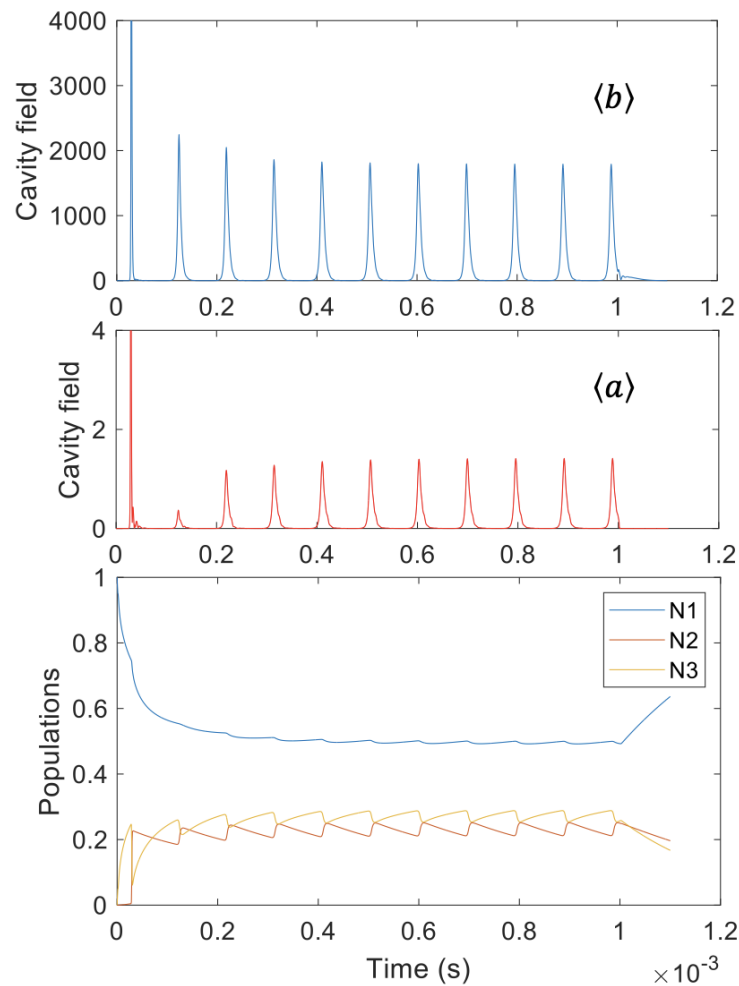 4000
3000
2000
1000
0
Cavity field
⟨b⟩
0 0.2 0.4 0.6 0.8 1 1.2
4
2
0
Cavity field
⟨a⟩
0 0.2 0.4 0.6 0.8 1 1.2
1
0.8
0.6
0.4
0.2
0
Populations
N1
N2
N3
0 0.2 0.4 0.6 0.8 1 1.2
Time (s)
×10⁻³